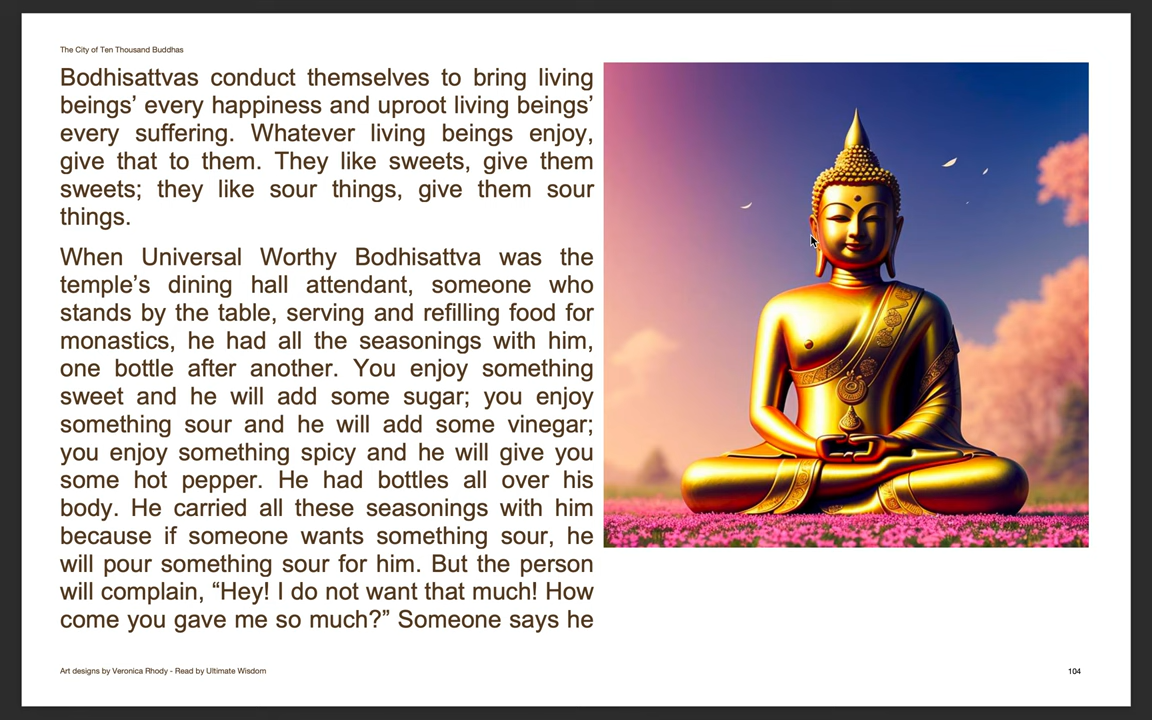 The City of Ten Thousand Buddhas
Bodhisattvas conduct themselves to bring living
beings’ every happiness and uproot living beings’
every suffering. Whatever living beings enjoy,
give that to them. They like sweets, give them
sweets; they like sour things, give them sour
things.
When Universal Worthy Bodhisattva was the
temple’s dining hall attendant, someone who
stands by the table, serving and refilling food for
monastics, he had all the seasonings with him,
one bottle after another. You enjoy something
sweet and he will add some sugar; you enjoy
something sour and he will add some vinegar;
you enjoy something spicy and he will give you
some hot pepper. He had bottles all over his
body. He carried all these seasonings with him
because if someone wants something sour, he
will pour something sour for him. But the person
will complain, “Hey! I do not want that much! How
come you gave me so much?” Someone says he
Art designs by Veronica Rhody - Read by Ultimate Wisdom
104